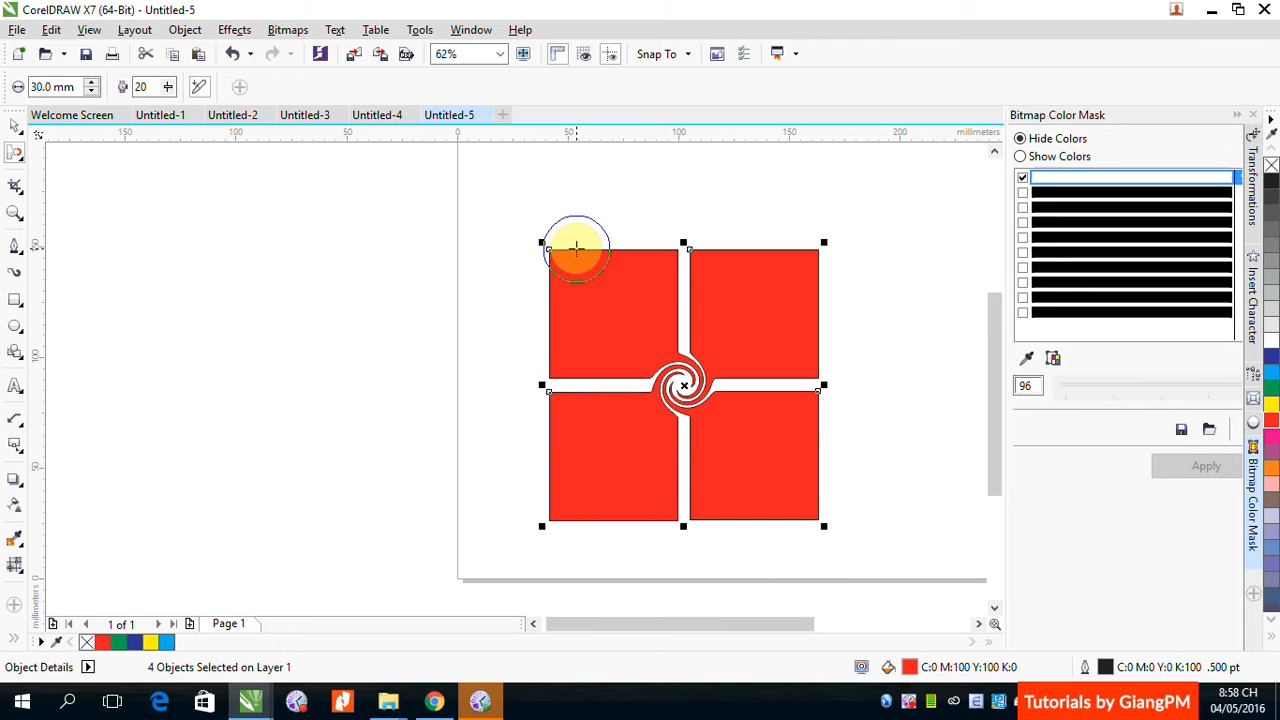 CorelDRAW X7 (64-Bit) - Untitled-5
File Edit View Layout Object Effects Bitmaps Text Table Tools Window Help
62% Snap To
30.0 mm 20
Welcome Screen Untitled-1 Untitled-2 Untitled-3 Untitled-4 Untitled-5
150 100 50 0 50 100 150 200 millimeters
Bitmap Color Mask
Hide Colors
Show Colors
96
Apply
Transformations
Insert Character
Bitmap Color Mask
100
50
0
millimeters
1 of 1 Page 1
Object Details 4 Objects Selected on Layer 1 C:0 M:100 Y:100 K:0 C:0 M:0 Y:0 K:100 .500 pt
Tutorials by GiangPM
8:58 CH
04/05/2016